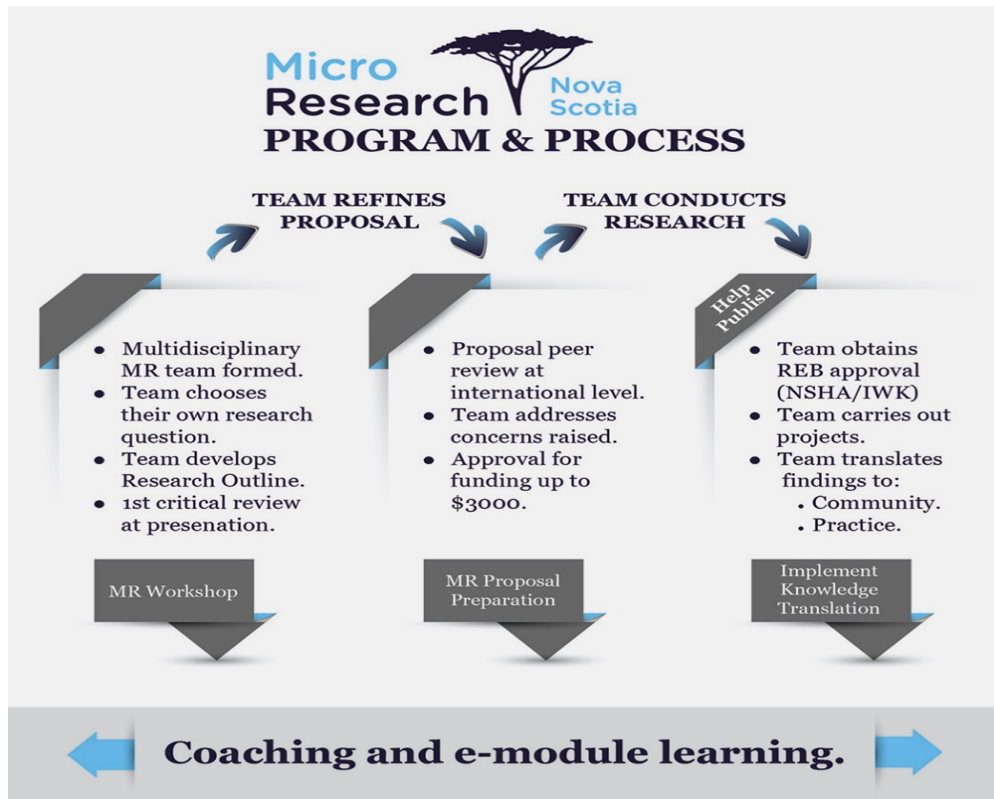 Micro
Research
Nova
Scotia
PROGRAM & PROCESS
TEAM REFINES
PROPOSAL
TEAM CONDUCTS
RESEARCH
• Multidisciplinary
MR team formed.
• Team chooses
their own research
question.
• Team develops
Research Outline.
• 1st critical review
at presenation.
MR Workshop
• Proposal peer
review at
international level.
• Team addresses
concerns raised.
• Approval for
funding up to
$3000.
MR Proposal
Preparation
Help
Publish
• Team obtains
REB approval
(NSHA/IWK)
• Team carries out
projects.
• Team translates
findings to:
• Community.
• Practice.
Implement
Knowledge
Translation
Coaching and e-module learning.